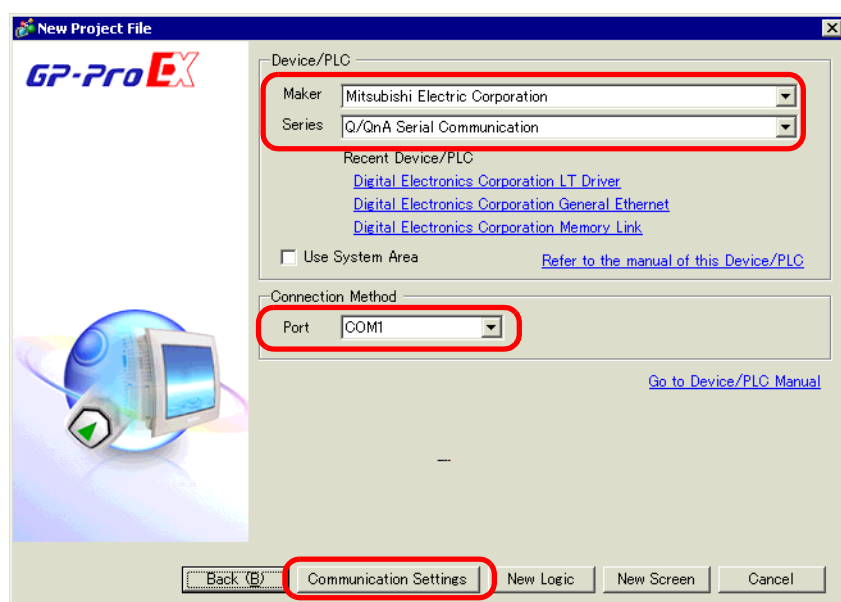 New Project File
GP-Pro EX
Device/PLC
Maker Mitsubishi Electric Corporation
Series Q/QnA Serial Communication
Recent Device/PLC
Digital Electronics Corporation LT Driver
Digital Electronics Corporation General Ethernet
Digital Electronics Corporation Memory Link
Use System Area Refer to the manual of this Device/PLC
Connection Method
Port COM1
Go to Device/PLC Manual
Back (B) Communication Settings New Logic New Screen Cancel